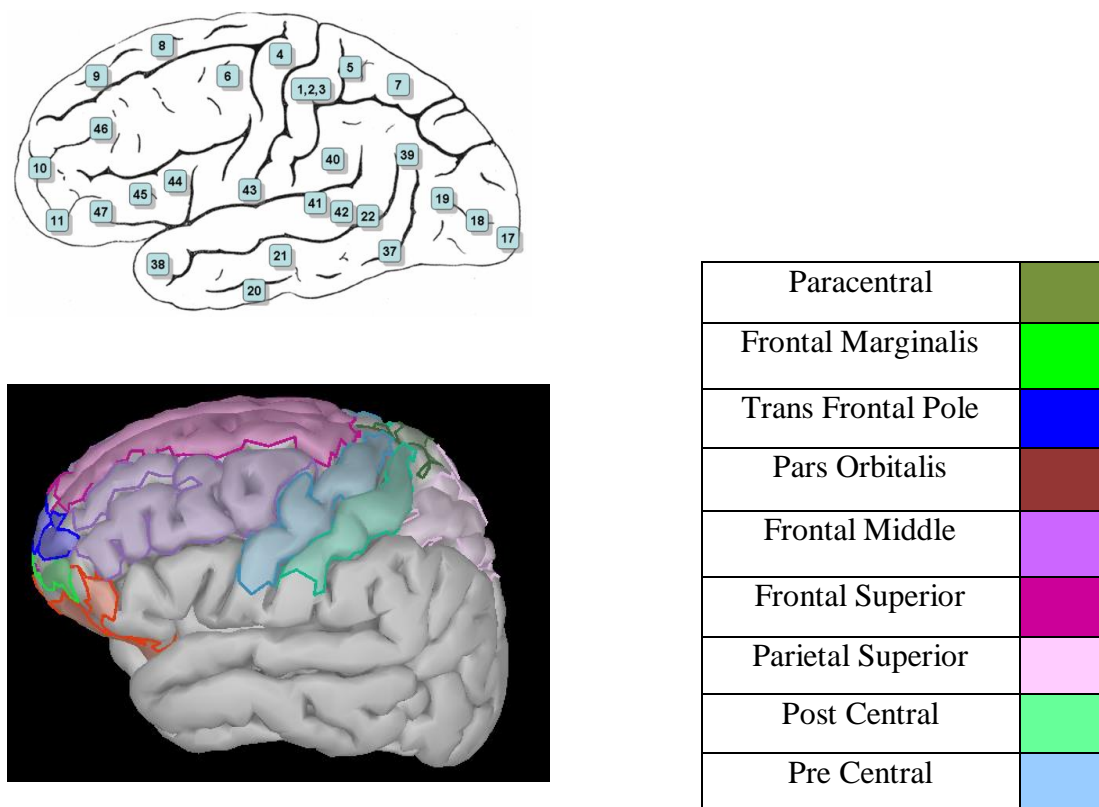 8
4
9
6
5
1,2,3
7
46
40
39
10
44
45
43
41
42
22
19
18
11
47
17
38
21
37
20
Paracentral
Frontal Marginalis
Trans Frontal Pole
Pars Orbitalis
Frontal Middle
Frontal Superior
Parietal Superior
Post Central
Pre Central